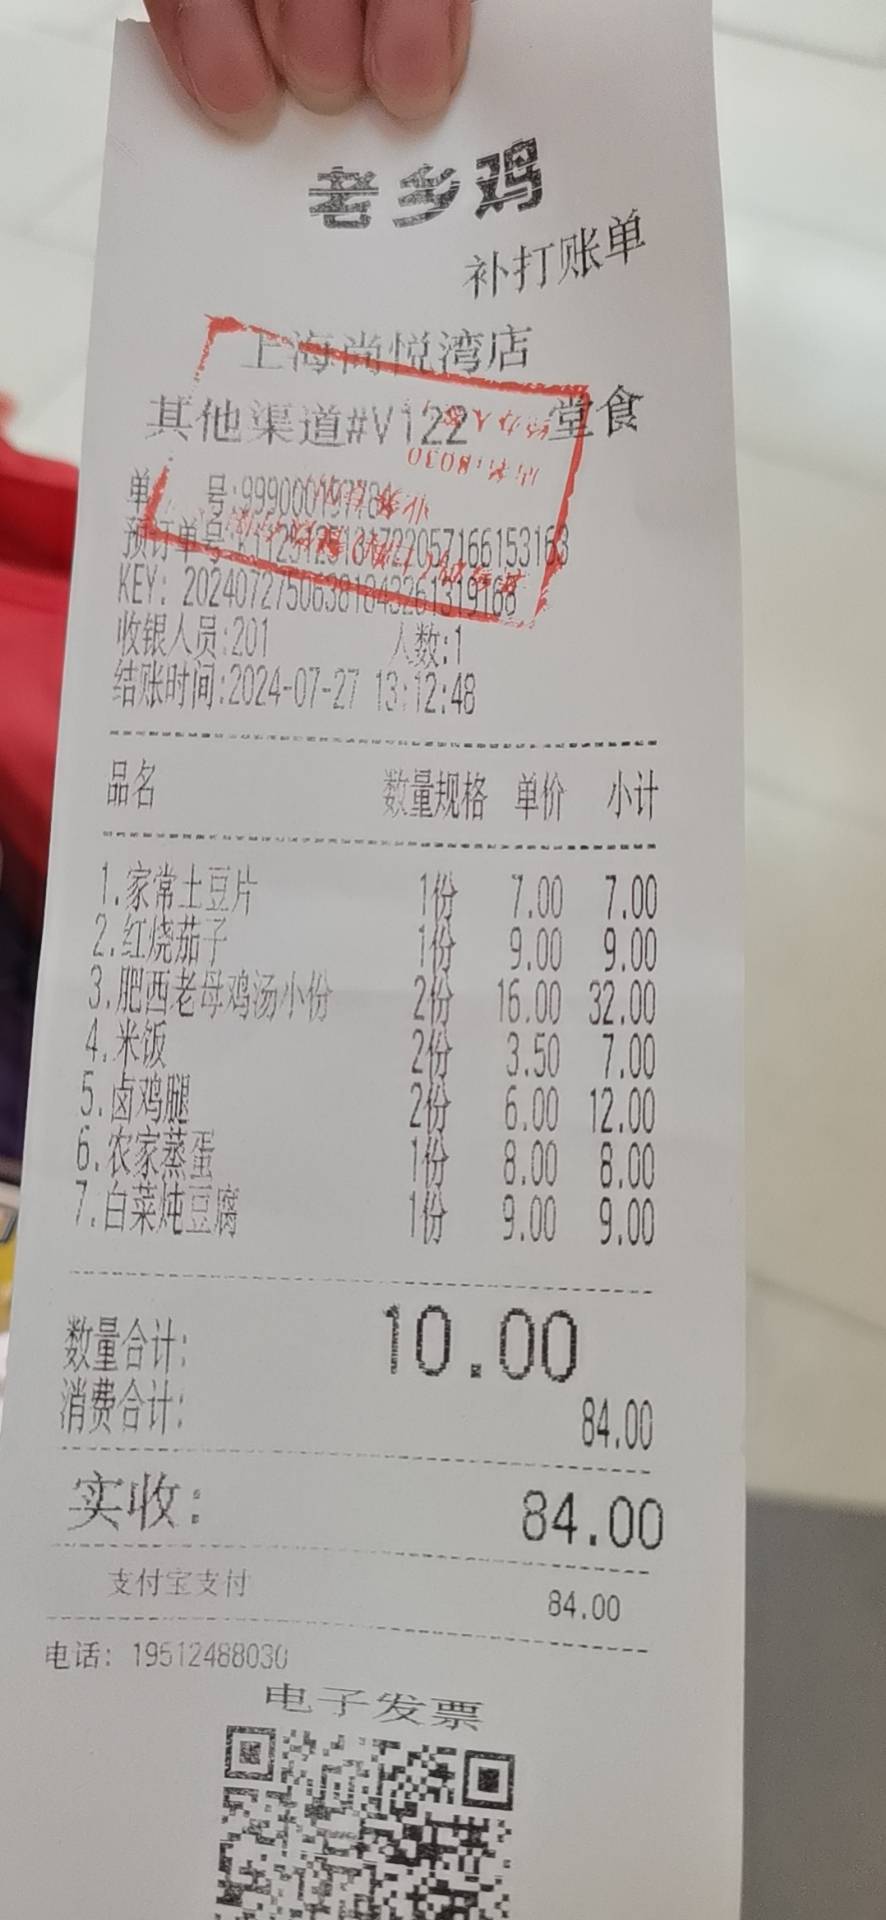 老乡鸡
补打账单
上海尚悦湾店
其他渠道#V122 堂食
单 号:999000197784
预订单号:
KEY:
收银人员:201 人数:1
结账时间:2024-07-27 13:12:48
品名 数量规格 单价 小计
1.家常土豆片 1份 7.00 7.00
2.红烧茄子 1份 9.00 9.00
3.肥西老母鸡汤小份 2份 16.00 32.00
4.米饭 2份 3.50 7.00
5.卤鸡腿 2份 6.00 12.00
6.农家蒸蛋 1份 8.00 8.00
7.白菜炖豆腐 1份 9.00 9.00
数量合计: 10.00
消费合计: 84.00
实收: 84.00
支付宝支付 84.00
电话: 19512488030
电子发票